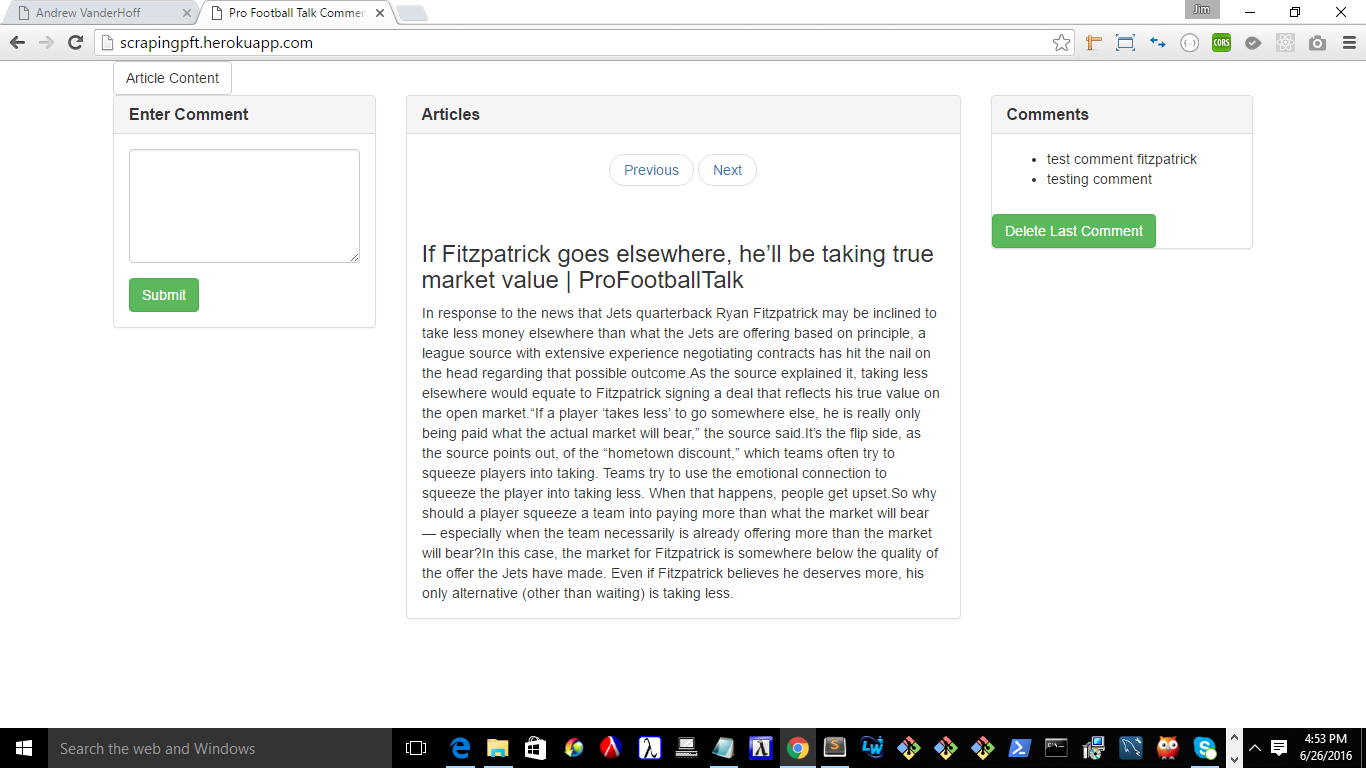 Andrew VanderHoff
Pro Football Talk Commen
Jim
scrapingpft.herokuapp.com
CORS
Article Content
Enter Comment
Submit
Articles
Previous
Next
If Fitzpatrick goes elsewhere, he’ll be taking true
market value | ProFootballTalk
In response to the news that Jets quarterback Ryan Fitzpatrick may be inclined to
take less money elsewhere than what the Jets are offering based on principle, a
league source with extensive experience negotiating contracts has hit the nail on
the head regarding that possible outcome.As the source explained it, taking less
elsewhere would equate to Fitzpatrick signing a deal that reflects his true value on
the open market.“If a player ‘takes less’ to go somewhere else, he is really only
being paid what the actual market will bear,” the source said.It’s the flip side, as
the source points out, of the “hometown discount,” which teams often try to
squeeze players into taking. Teams try to use the emotional connection to
squeeze the player into taking less. When that happens, people get upset.So why
should a player squeeze a team into paying more than what the market will bear
— especially when the team necessarily is already offering more than the market
will bear?In this case, the market for Fitzpatrick is somewhere below the quality of
the offer the Jets have made. Even if Fitzpatrick believes he deserves more, his
only alternative (other than waiting) is taking less.
Comments
test comment fitzpatrick
testing comment
Delete Last Comment
Search the web and Windows
4:53 PM
6/26/2016